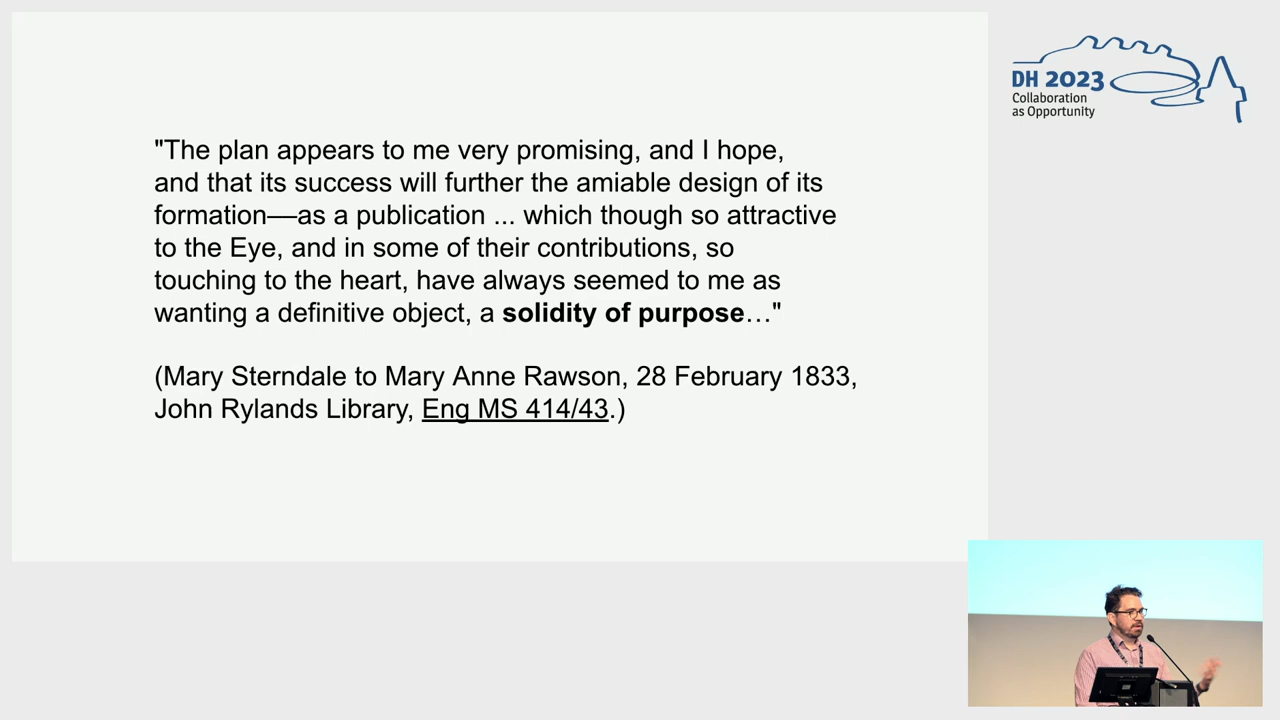 "The plan appears to me very promising, and I hope,
and that its success will further the amiable design of its
formation—as a publication ... which though so attractive
to the Eye, and in some of their contributions, so
touching to the heart, have always seemed to me as
wanting a definitive object, a solidity of purpose…"
(Mary Sterndale to Mary Anne Rawson, 28 February 1833,
John Rylands Library, Eng MS 414/43.)
DH 2023
Collaboration
as Opportunity